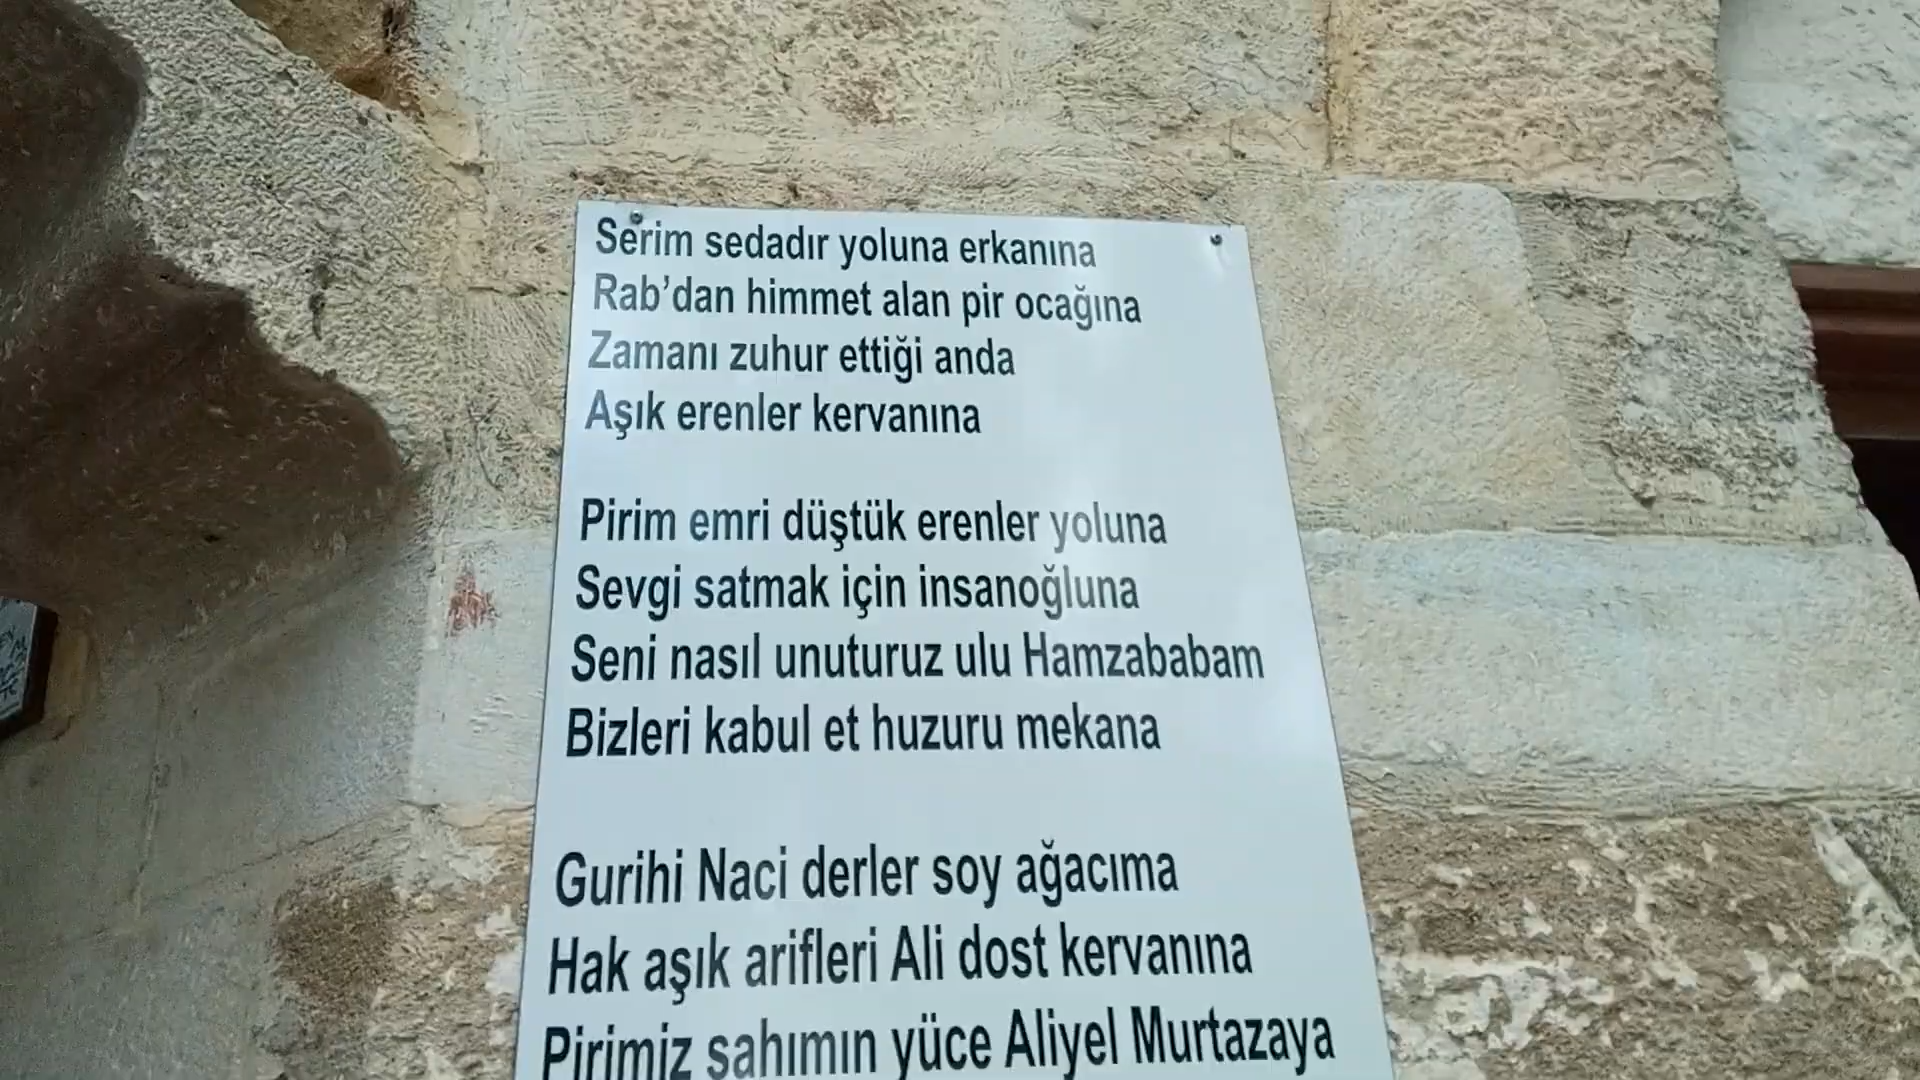 Serim sedadır yoluna erkanına
Rab'dan himmet alan pir ocağına
Zamanı zuhur ettiği anda
Aşık erenler kervanına
Pirim emri düştük erenler yoluna
Sevgi satmak için insanoğluna
Seni nasıl unuturuz ulu Hamzababam
Bizleri kabul et huzuru mekana
Gurihi Naci derler soy ağacıma
Hak aşık arifleri Ali dost kervanına
Pirimiz sahımın yüce Aliyel Murtazaya